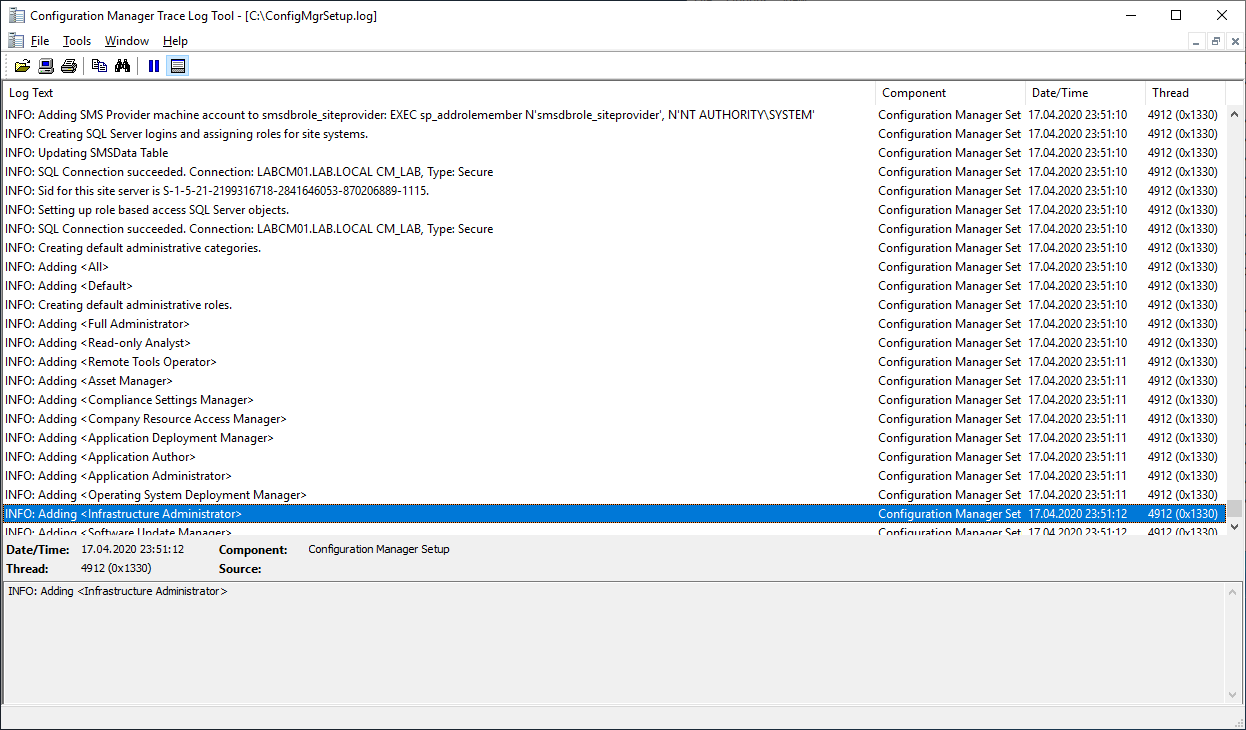 Configuration Manager Trace Log Tool - [C:\ConfigMgrSetup.log]
File Tools Window Help
Log Text Component Date/Time Thread
INFO: Adding SMS Provider machine account to smsdbrole_siteprovider: EXEC sp_addrolemember N'smsdbrole_siteprovider', N'NT AUTHORITY\SYSTEM' Configuration Manager Set 17.04.2020 23:51:10 4912 (0x1330)
INFO: Creating SQL Server logins and assigning roles for site systems. Configuration Manager Set 17.04.2020 23:51:10 4912 (0x1330)
INFO: Updating SMSData Table Configuration Manager Set 17.04.2020 23:51:10 4912 (0x1330)
INFO: SQL Connection succeeded. Connection: LABCM01.LAB.LOCAL CM_LAB, Type: Secure Configuration Manager Set 17.04.2020 23:51:10 4912 (0x1330)
INFO: Sid for this site server is S-1-5-21-2199316718-2841646053-870206889-1115. Configuration Manager Set 17.04.2020 23:51:10 4912 (0x1330)
INFO: Setting up role based access SQL Server objects. Configuration Manager Set 17.04.2020 23:51:10 4912 (0x1330)
INFO: SQL Connection succeeded. Connection: LABCM01.LAB.LOCAL CM_LAB, Type: Secure Configuration Manager Set 17.04.2020 23:51:10 4912 (0x1330)
INFO: Creating default administrative categories. Configuration Manager Set 17.04.2020 23:51:10 4912 (0x1330)
INFO: Adding <All> Configuration Manager Set 17.04.2020 23:51:10 4912 (0x1330)
INFO: Adding <Default> Configuration Manager Set 17.04.2020 23:51:10 4912 (0x1330)
INFO: Creating default administrative roles. Configuration Manager Set 17.04.2020 23:51:10 4912 (0x1330)
INFO: Adding <Full Administrator> Configuration Manager Set 17.04.2020 23:51:10 4912 (0x1330)
INFO: Adding <Read-only Analyst> Configuration Manager Set 17.04.2020 23:51:10 4912 (0x1330)
INFO: Adding <Remote Tools Operator> Configuration Manager Set 17.04.2020 23:51:11 4912 (0x1330)
INFO: Adding <Asset Manager> Configuration Manager Set 17.04.2020 23:51:11 4912 (0x1330)
INFO: Adding <Compliance Settings Manager> Configuration Manager Set 17.04.2020 23:51:11 4912 (0x1330)
INFO: Adding <Company Resource Access Manager> Configuration Manager Set 17.04.2020 23:51:11 4912 (0x1330)
INFO: Adding <Application Deployment Manager> Configuration Manager Set 17.04.2020 23:51:11 4912 (0x1330)
INFO: Adding <Application Author> Configuration Manager Set 17.04.2020 23:51:11 4912 (0x1330)
INFO: Adding <Application Administrator> Configuration Manager Set 17.04.2020 23:51:11 4912 (0x1330)
INFO: Adding <Operating System Deployment Manager> Configuration Manager Set 17.04.2020 23:51:11 4912 (0x1330)
INFO: Adding <Infrastructure Administrator> Configuration Manager Set 17.04.2020 23:51:12 4912 (0x1330)
INFO: Adding <Software Update Manager> Configuration Manager Set 17.04.2020 23:51:12 4912 (0x1330)
Date/Time: 17.04.2020 23:51:12 Component: Configuration Manager Setup
Thread: 4912 (0x1330) Source:
INFO: Adding <Infrastructure Administrator>